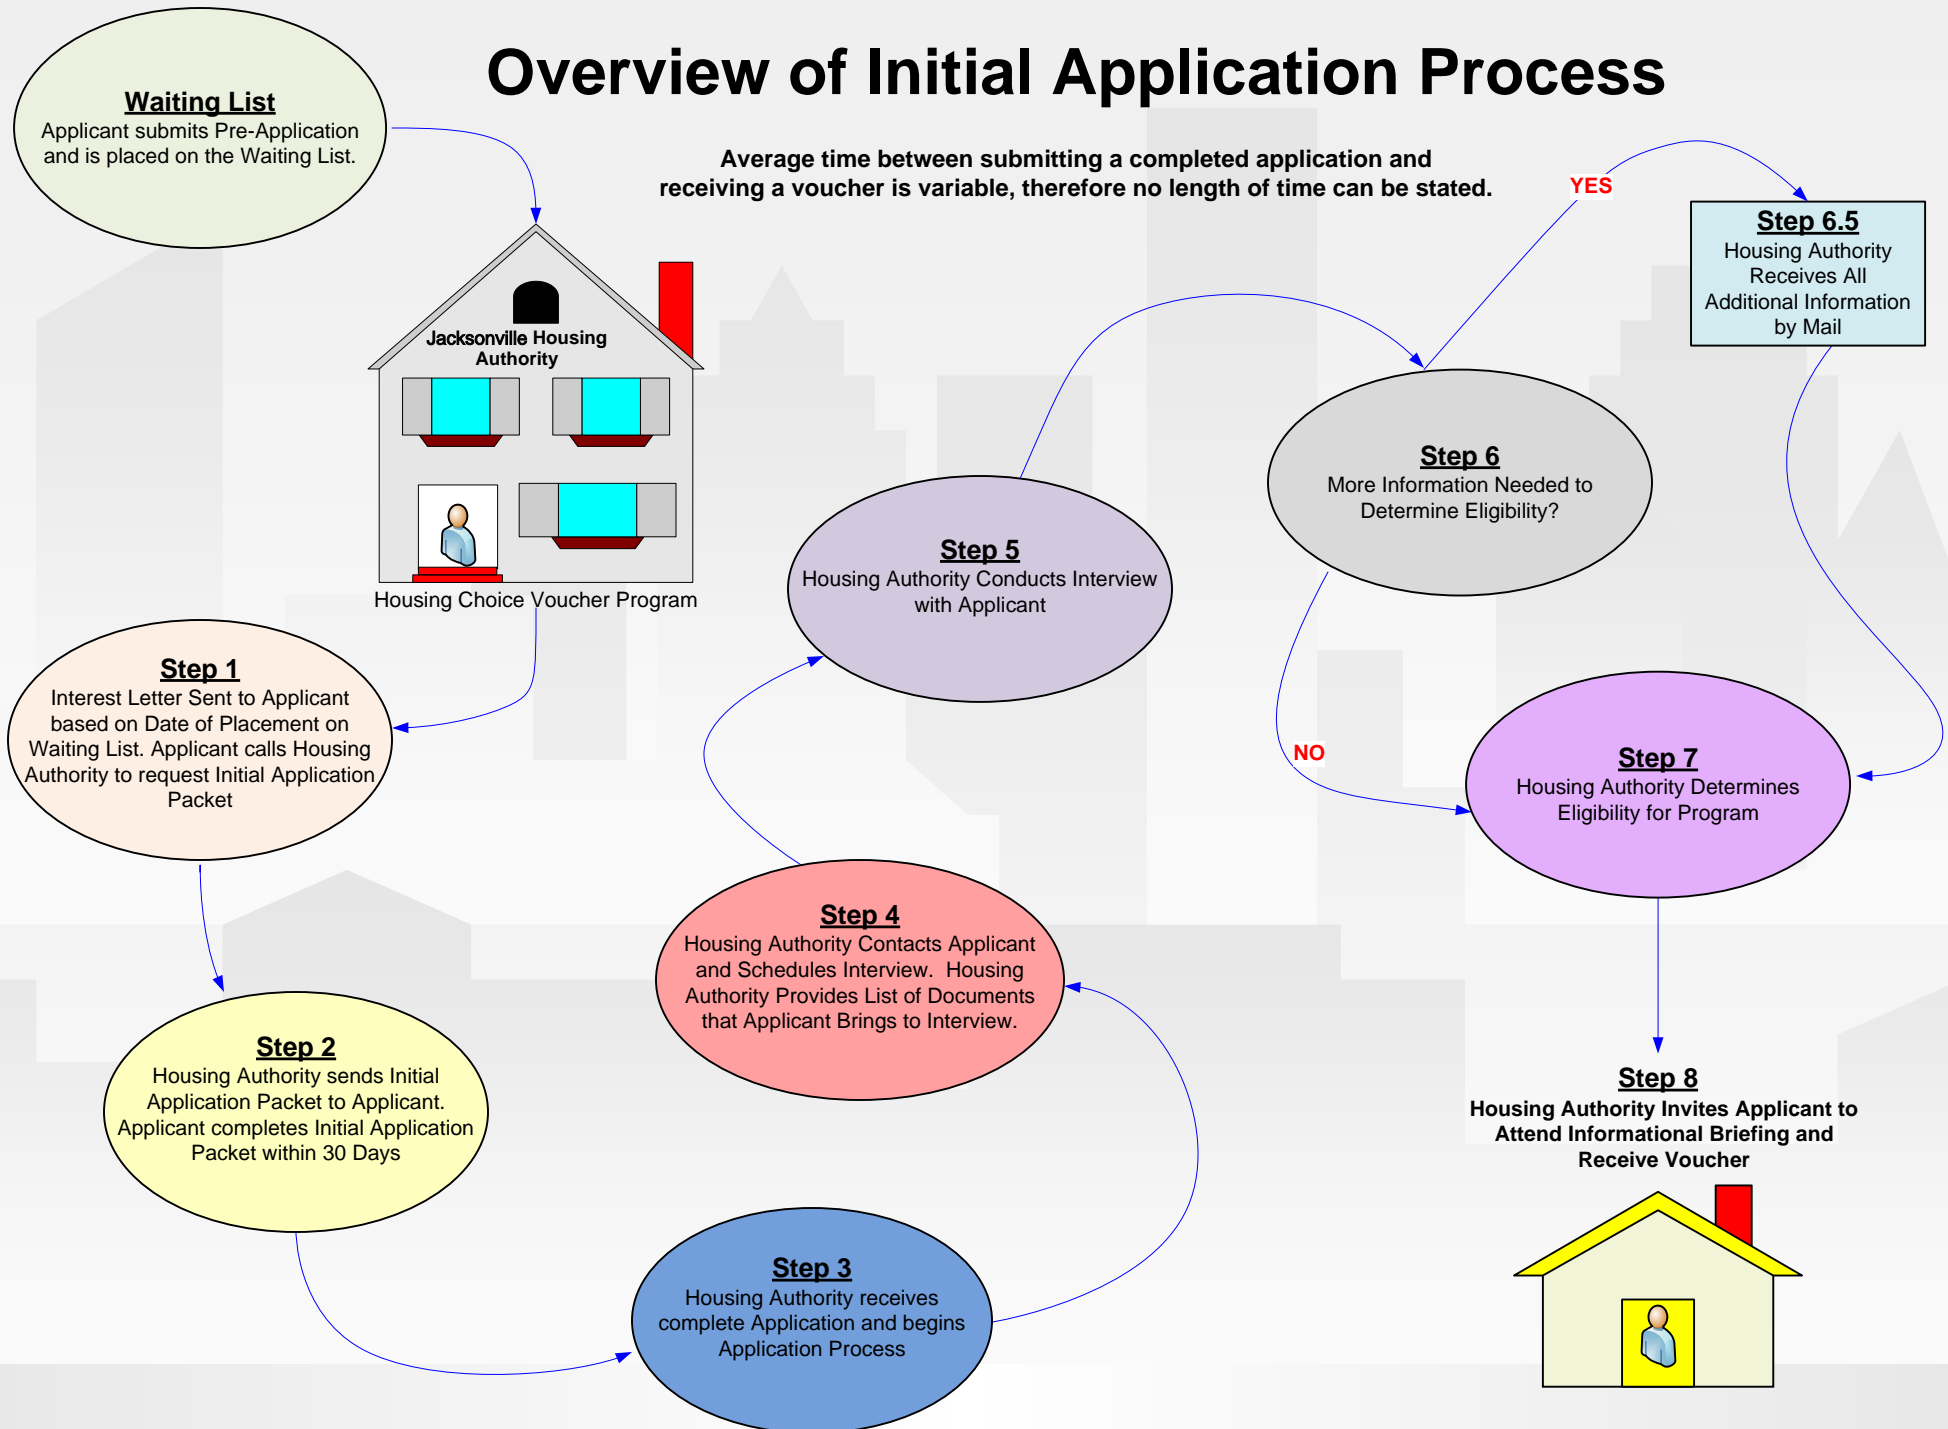 Overview of Initial Application Process
Average time between submitting a completed application and
receiving a voucher is variable, therefore no length of time can be stated.
Waiting List
Applicant submits Pre-Application
and is placed on the Waiting List.
Jacksonville Housing
Authority
Housing Choice Voucher Program
Step 1
Interest Letter Sent to Applicant
based on Date of Placement on
Waiting List. Applicant calls Housing
Authority to request Initial Application
Packet
Step 2
Housing Authority sends Initial
Application Packet to Applicant.
Applicant completes Initial Application
Packet within 30 Days
Step 3
Housing Authority receives
complete Application and begins
Application Process
Step 4
Housing Authority Contacts Applicant
and Schedules Interview.  Housing
Authority Provides List of Documents
that Applicant Brings to Interview.
Step 5
Housing Authority Conducts Interview
with Applicant
Step 6
More Information Needed to
Determine Eligibility?
YES
Step 6.5
Housing Authority
Receives All
Additional Information
by Mail
NO
Step 7
Housing Authority Determines
Eligibility for Program
Step 8
Housing Authority Invites Applicant to
Attend Informational Briefing and
Receive Voucher